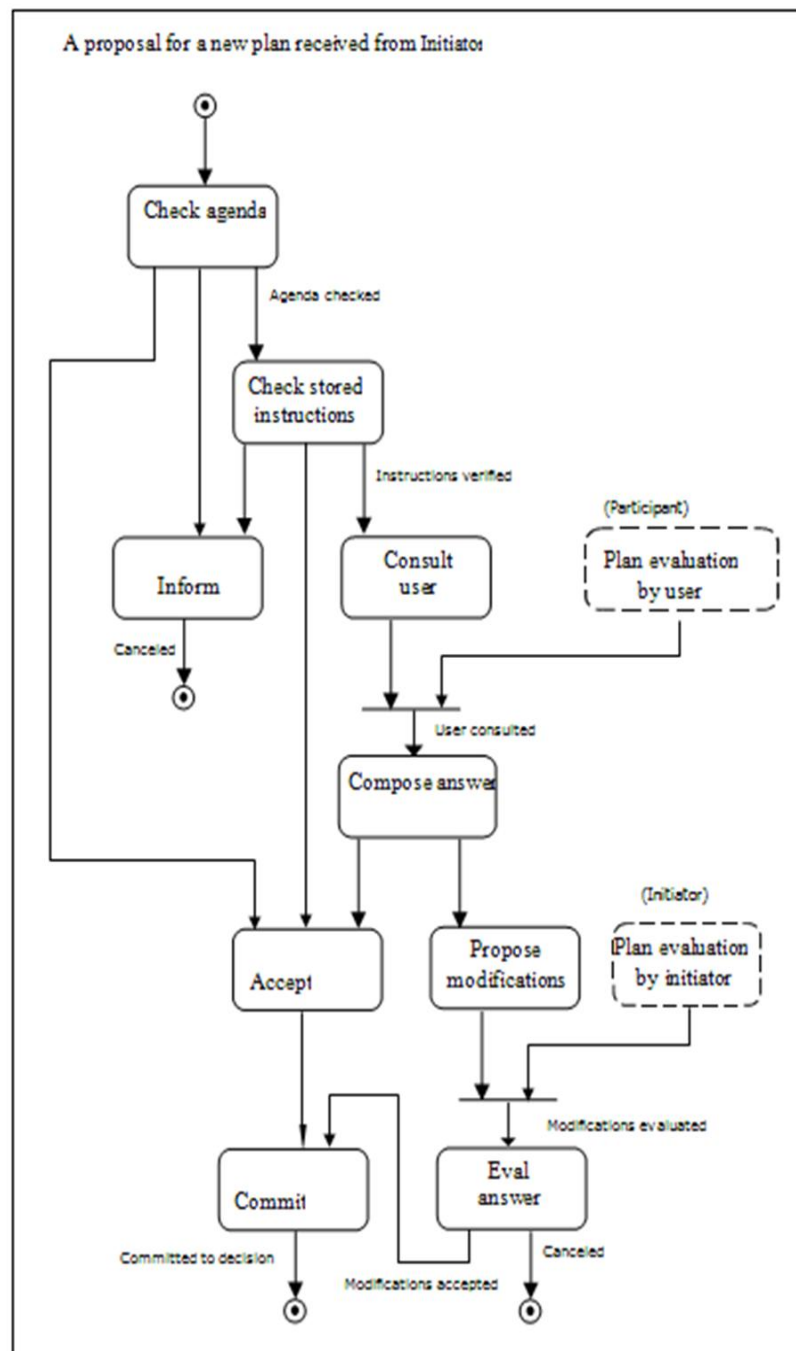 A proposal for a new plan received from Initiator
Check agenda
Agenda checked
Check stored
instructions
Instructions verified
(Participant)
Plan evaluation
by user
Consult
user
Inform
Canceled
User consulted
Compose answer
(Initiator)
Plan evaluation
by initiator
Propose
modifications
Accept
Modifications evaluated
Eval
answer
Commit
Committed to decision
Canceled
Modifications accepted